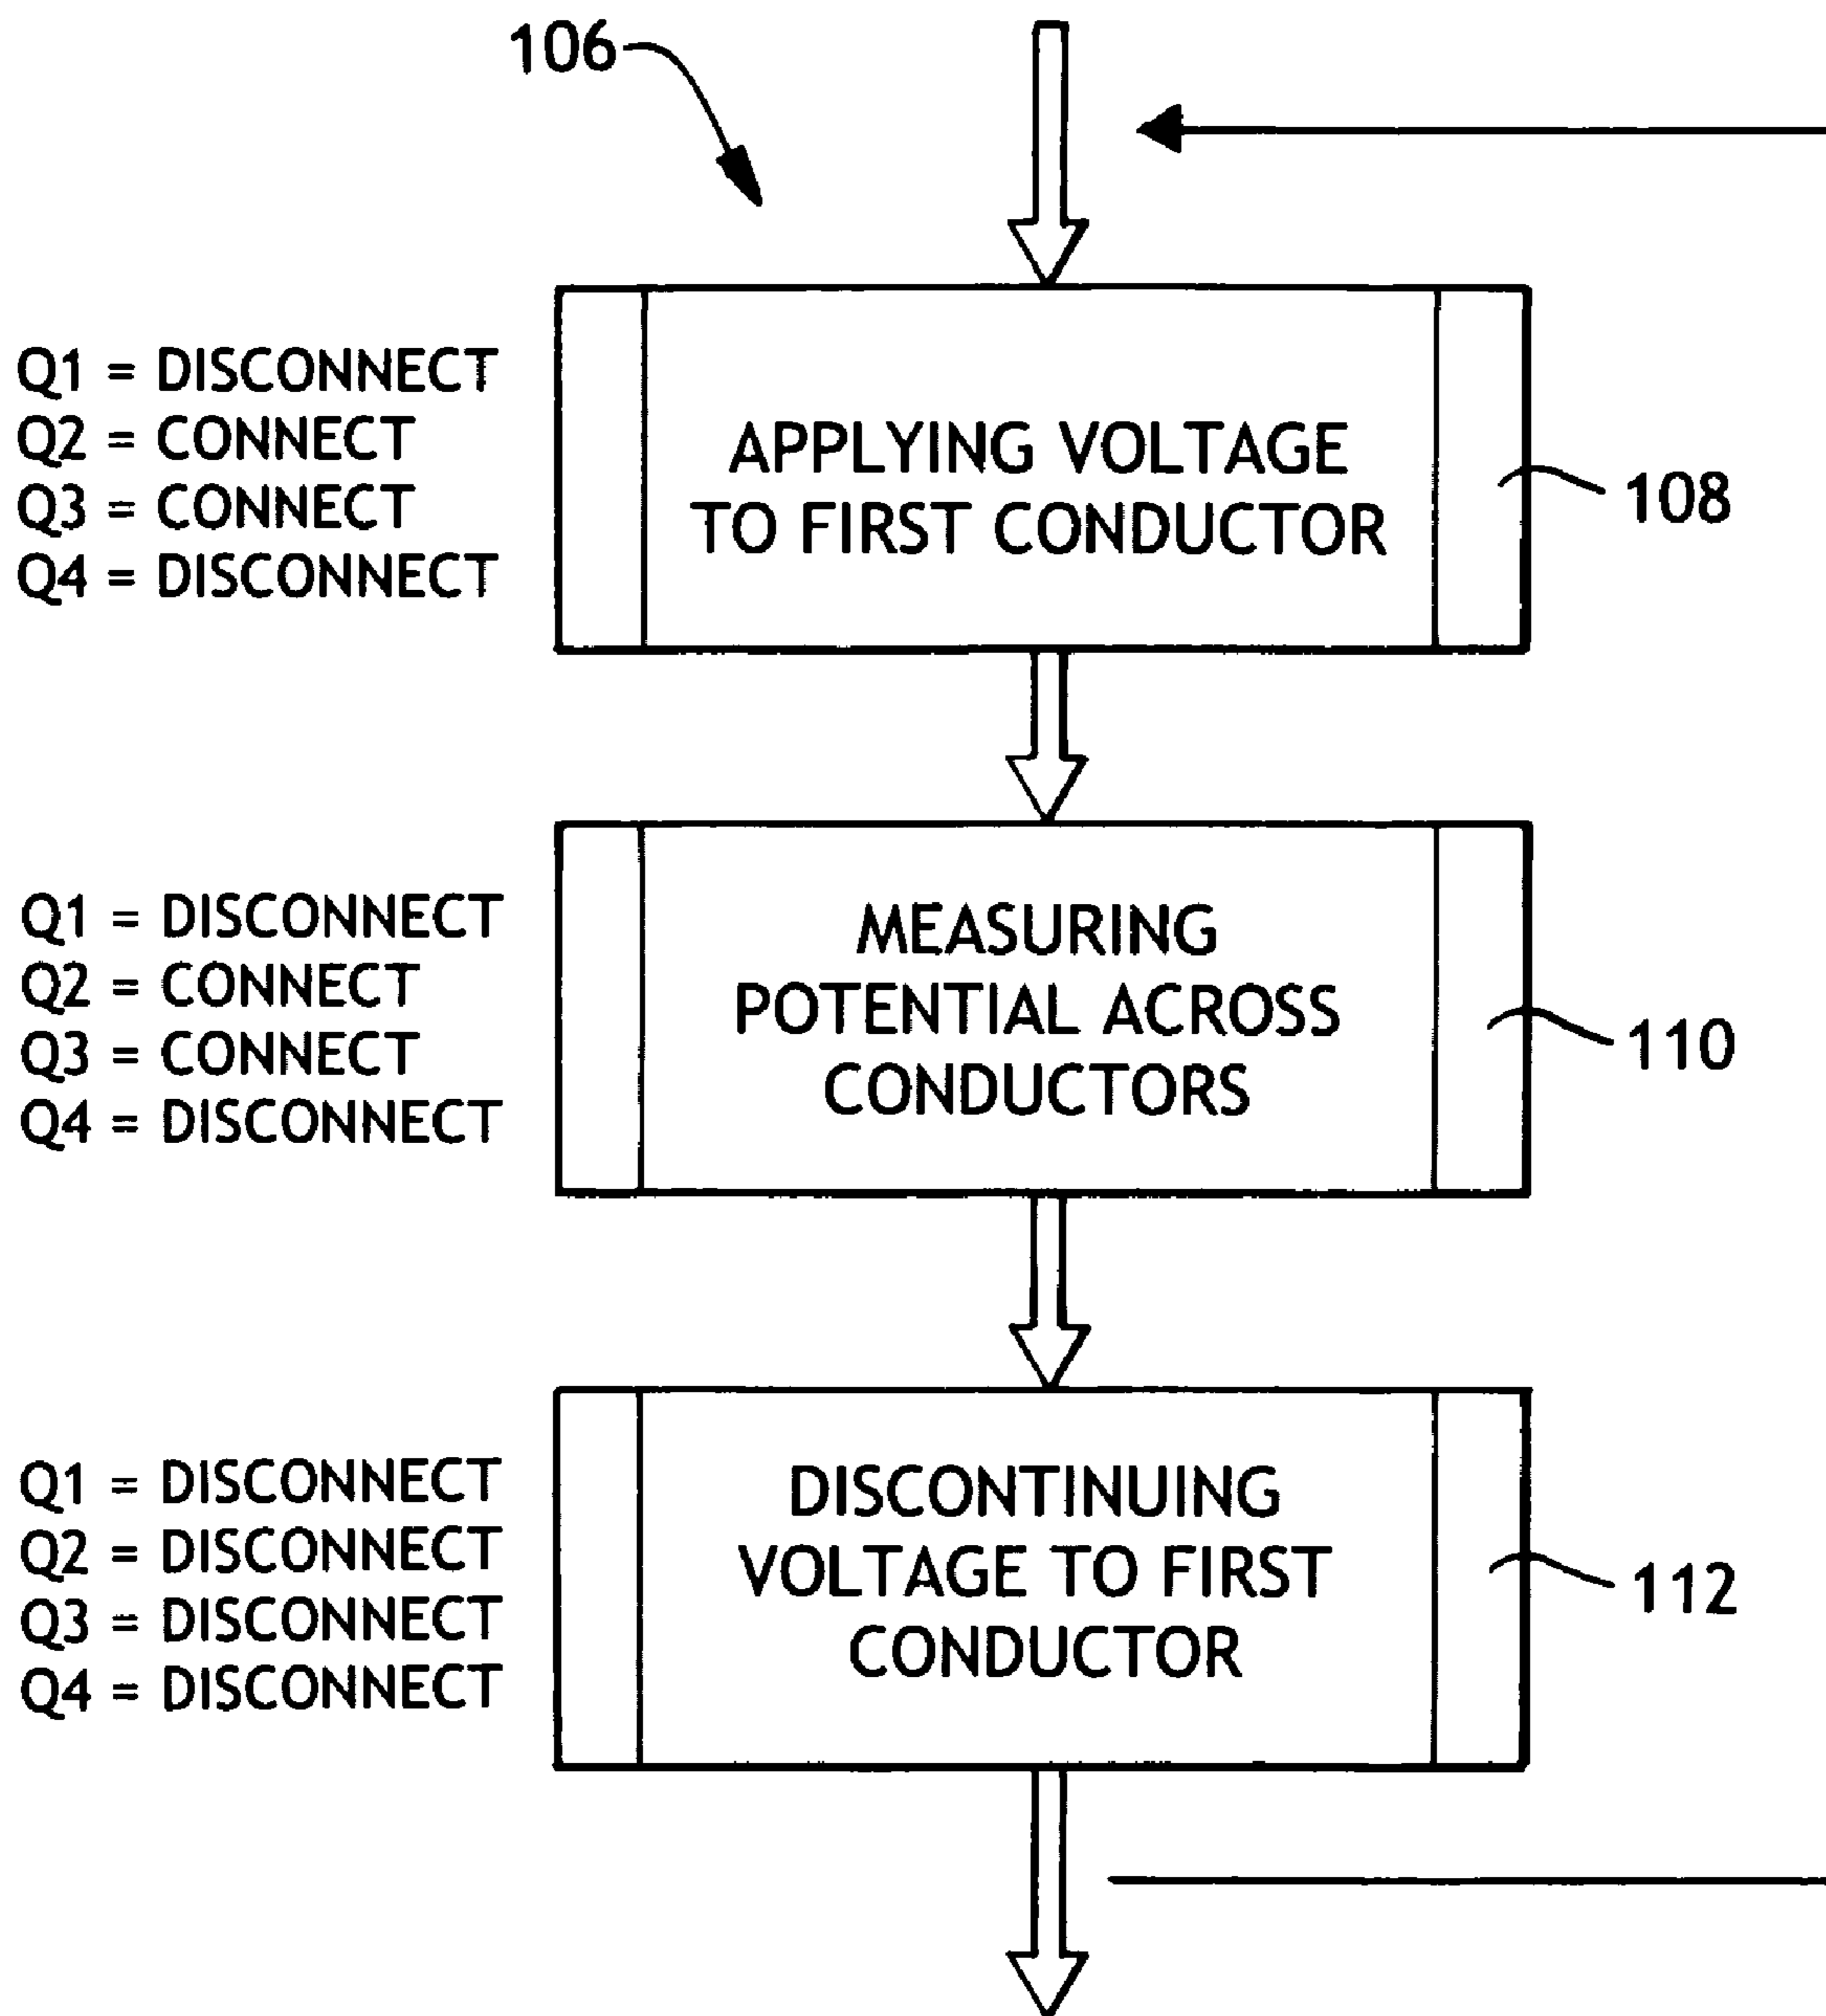 106
Q1 = DISCONNECT
Q2 = CONNECT
Q3 = CONNECT
Q4 = DISCONNECT
APPLYING VOLTAGE
TO FIRST CONDUCTOR
108
Q1 = DISCONNECT
Q2 = CONNECT
Q3 = CONNECT
Q4 = DISCONNECT
MEASURING
POTENTIAL ACROSS
CONDUCTORS
110
Q1 = DISCONNECT
Q2 = DISCONNECT
Q3 = DISCONNECT
Q4 = DISCONNECT
DISCONTINUING
VOLTAGE TO FIRST
CONDUCTOR
112